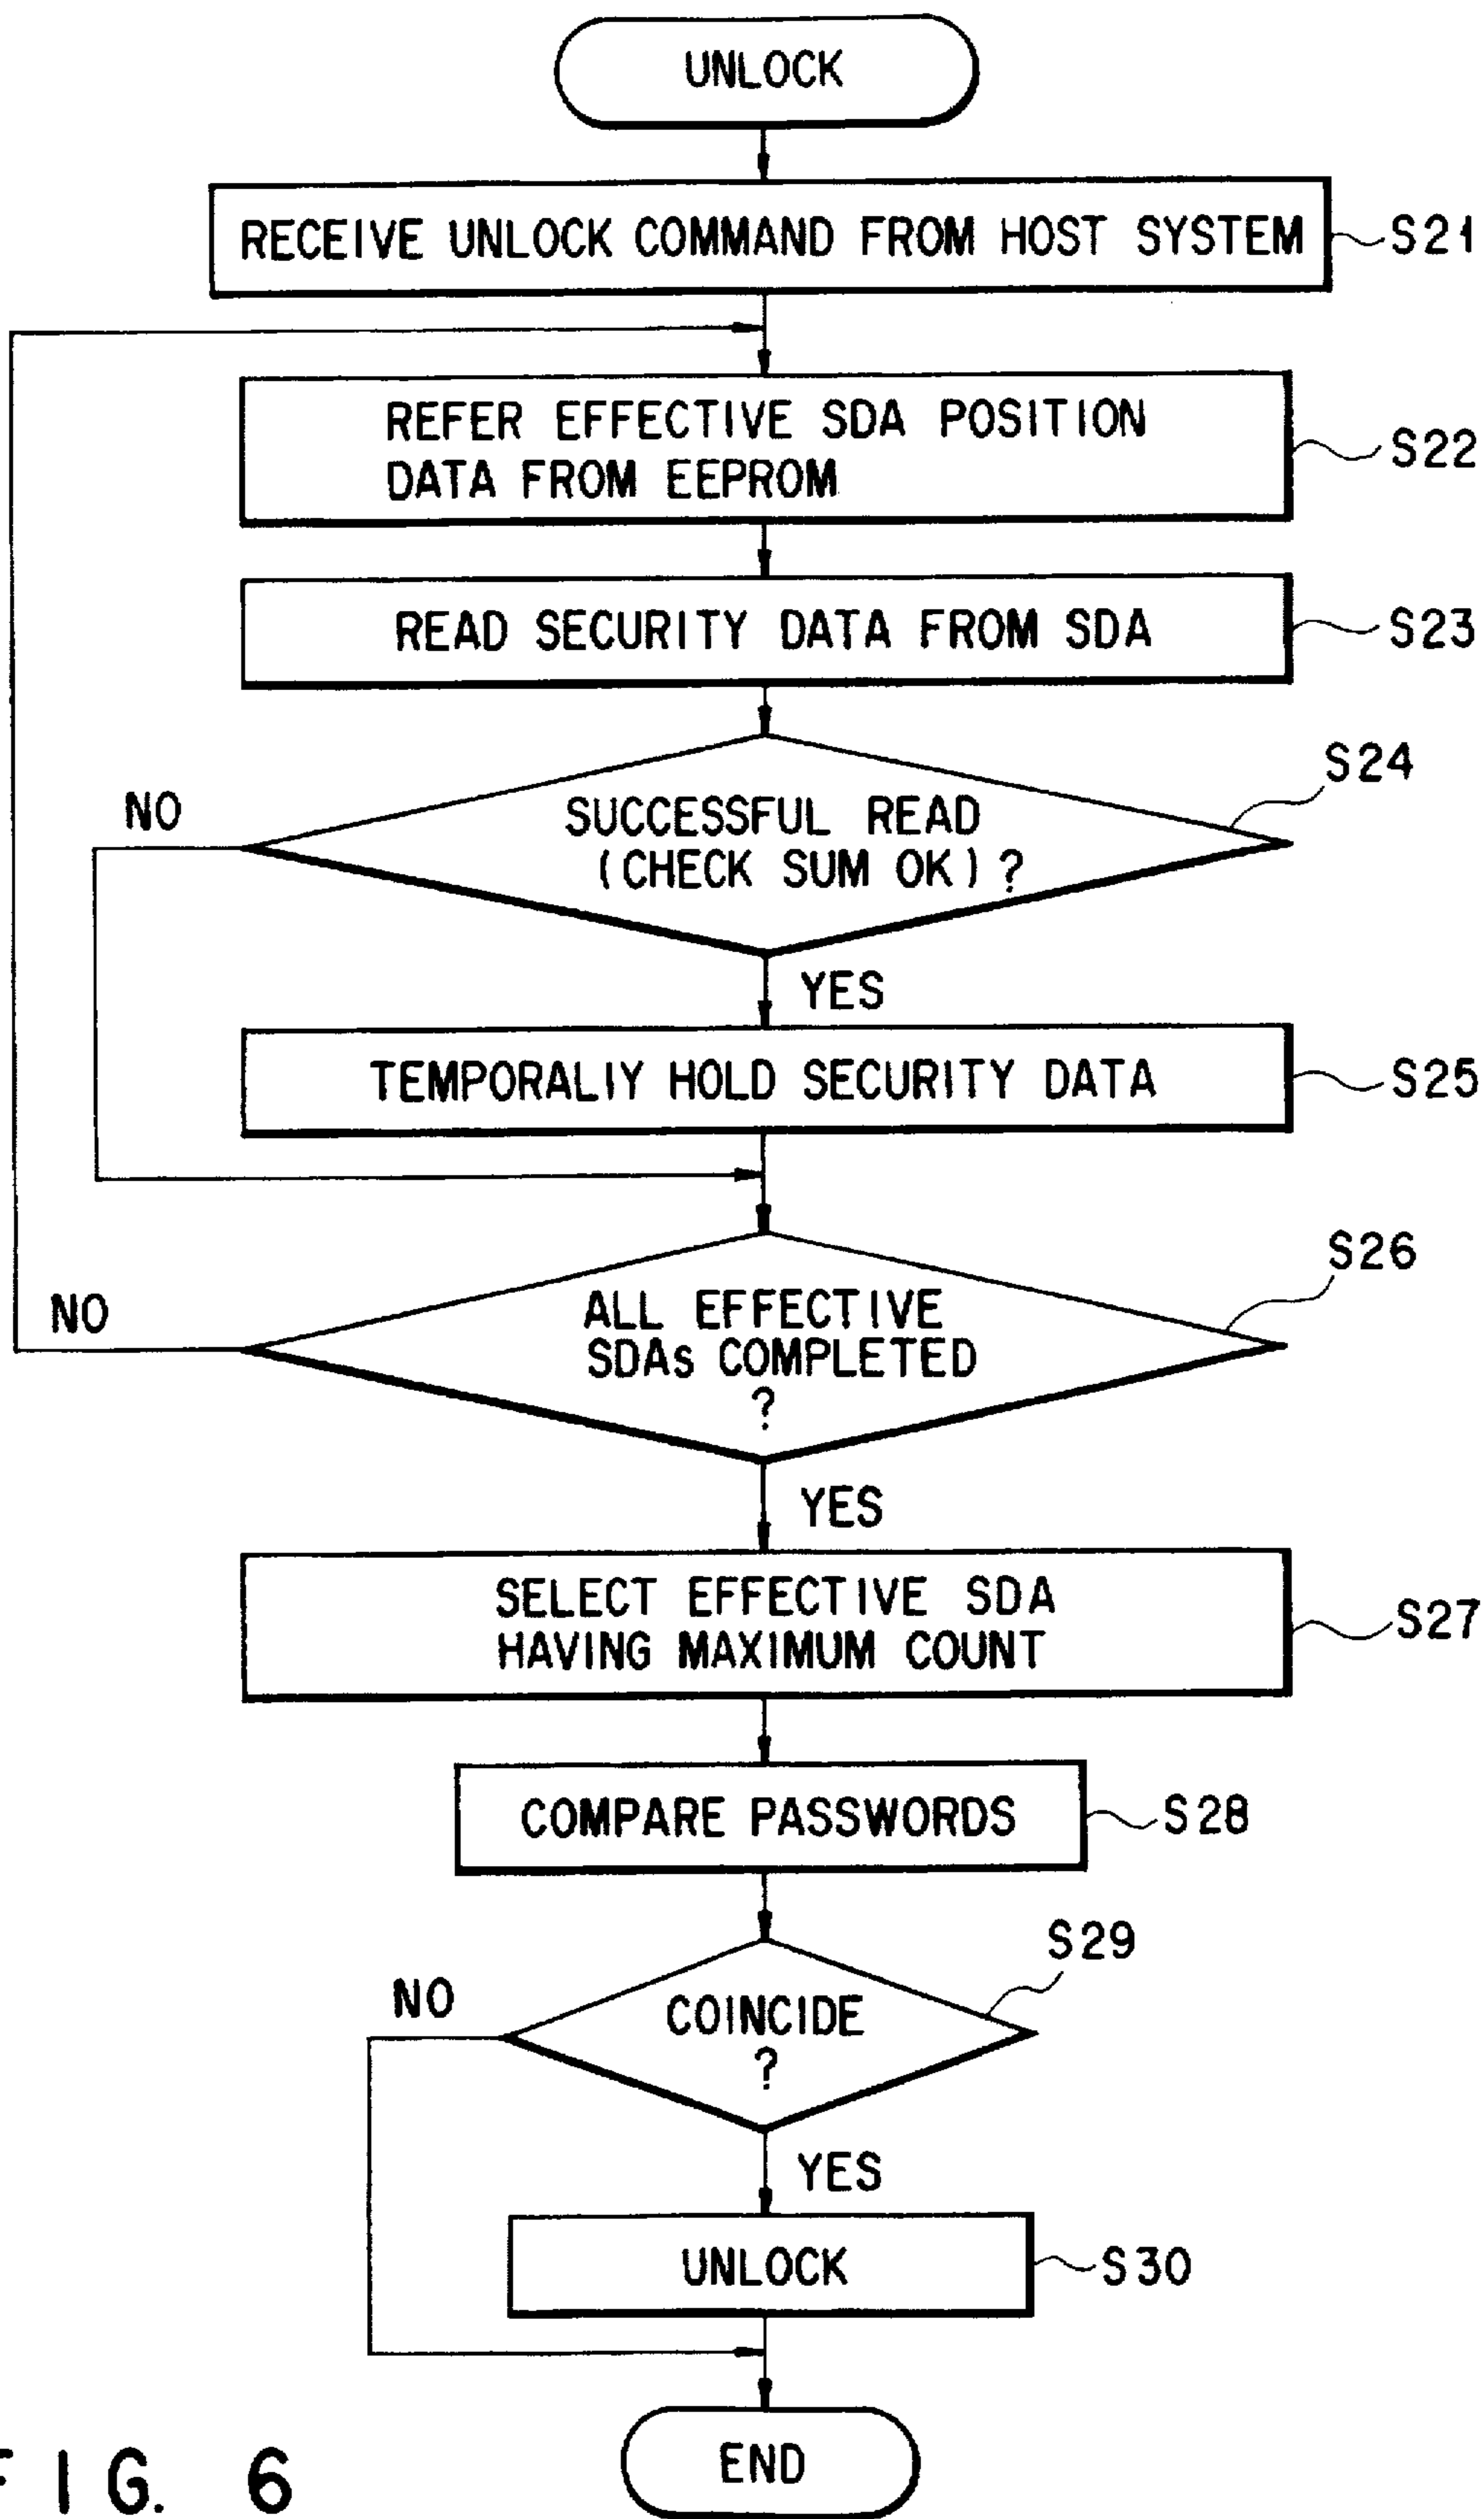 UNLOCK
RECEIVE UNLOCK COMMAND FROM HOST SYSTEM
S21
REFER EFFECTIVE SDA POSITION
DATA FROM EEPROM
S22
READ SECURITY DATA FROM SDA
S23
S24
NO
SUCCESSFUL READ
(CHECK SUM OK)?
YES
TEMPORALIY HOLD SECURITY DATA
S25
S26
NO
ALL EFFECTIVE
SDAs COMPLETED
?
YES
SELECT EFFECTIVE SDA
HAVING MAXIMUM COUNT
S27
COMPARE PASSWORDS
S28
S29
NO
COINCIDE
?
YES
UNLOCK
S30
END
FIG. 6